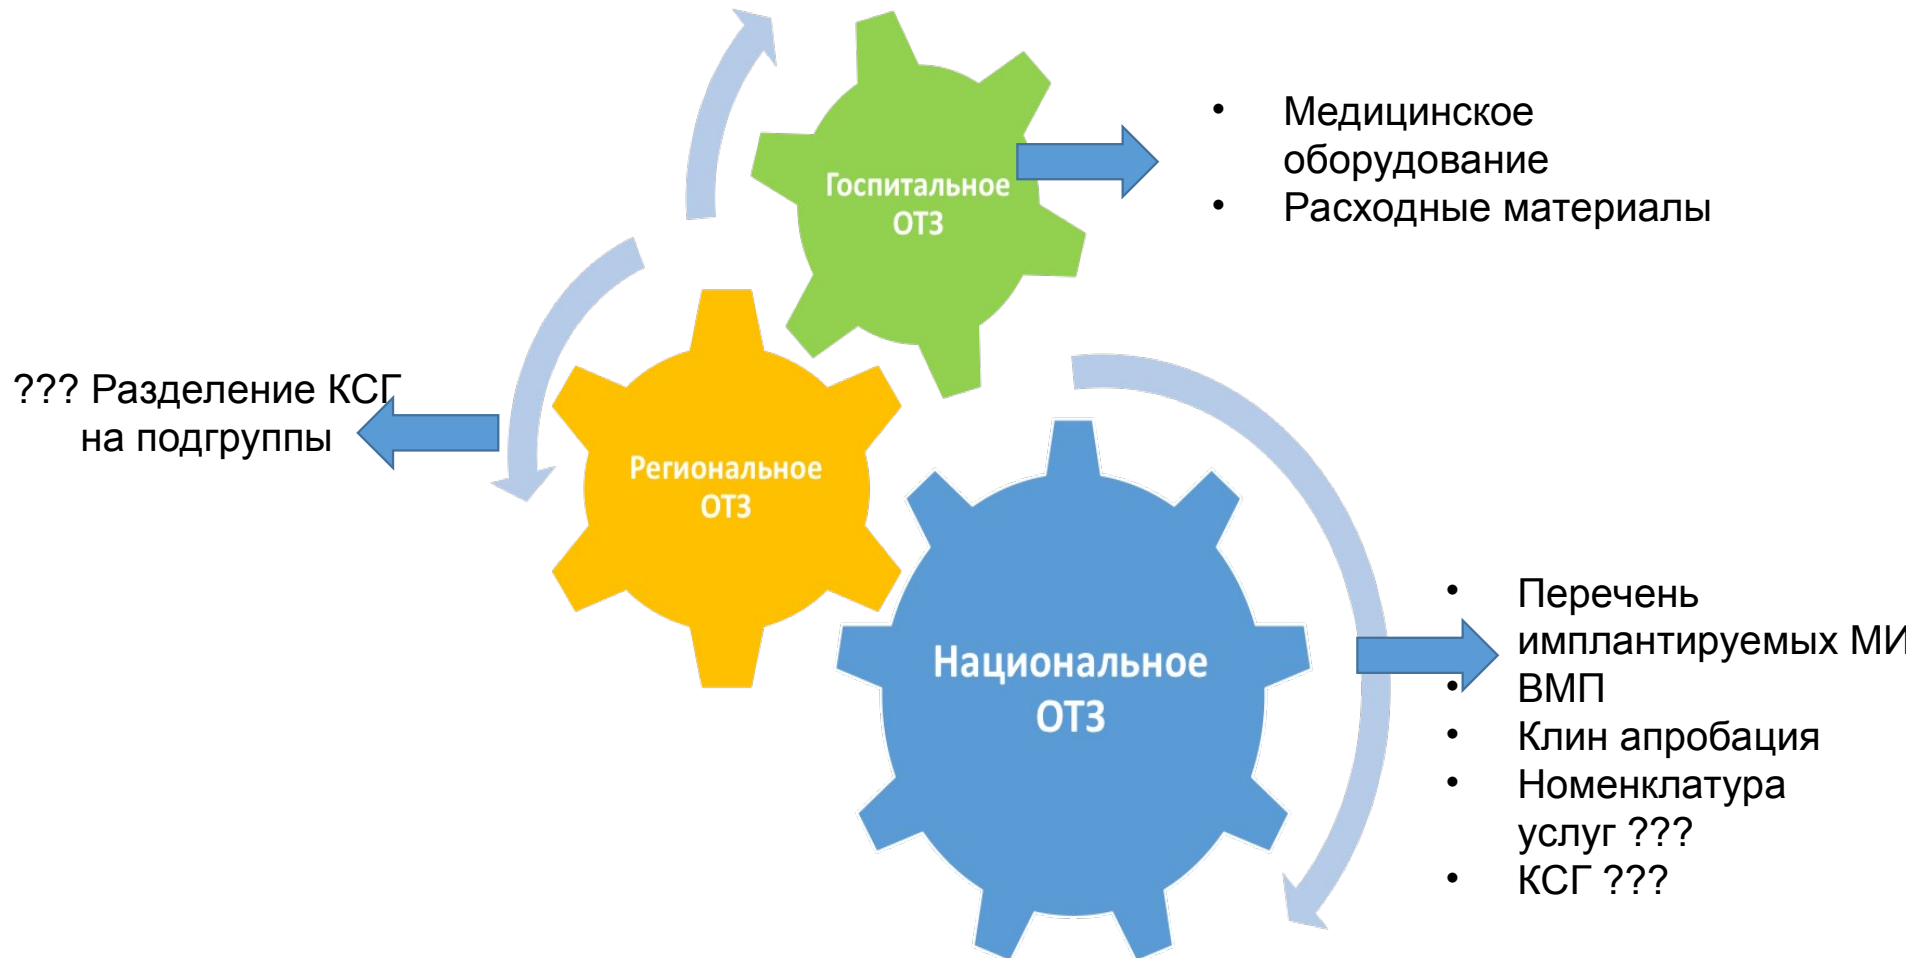 Госпитальное
ОТЗ
• Медицинское
оборудование
• Расходные материалы
??? Разделение КСГ
на подгруппы
Региональное
ОТЗ
Национальное
ОТЗ
• Перечень
имплантируемых МИ
• ВМП
• Клин апробация
• Номенклатура
услуг ???
• КСГ ???